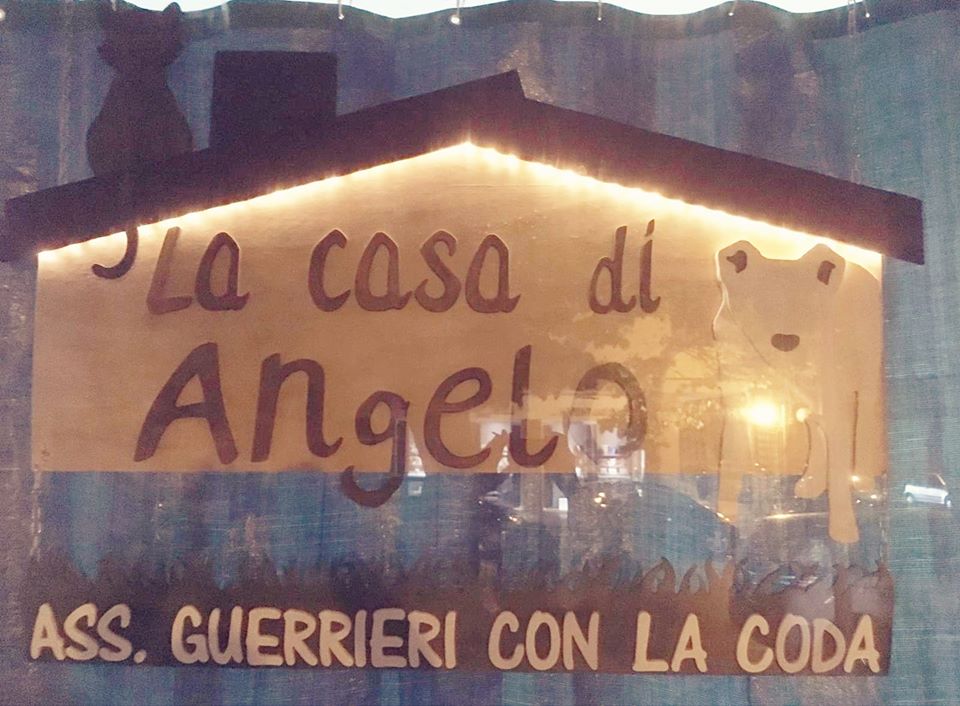 La casa di
Angelo
ASS. GUERRIERI CON LA CODA